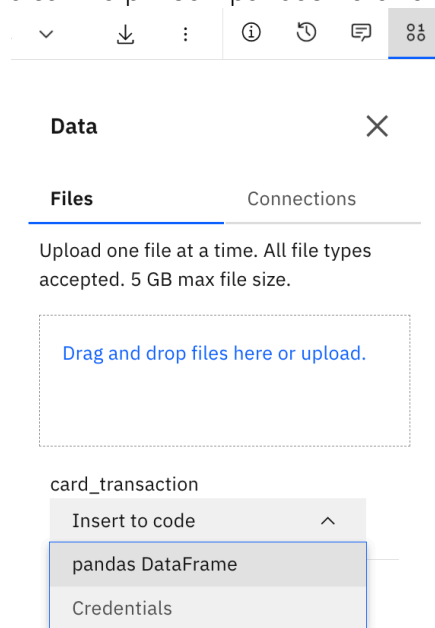 Data
Files
Connections
Upload one file at a time. All file types
accepted. 5 GB max file size.
Drag and drop files here or upload.
card_transaction
Insert to code
pandas DataFrame
Credentials